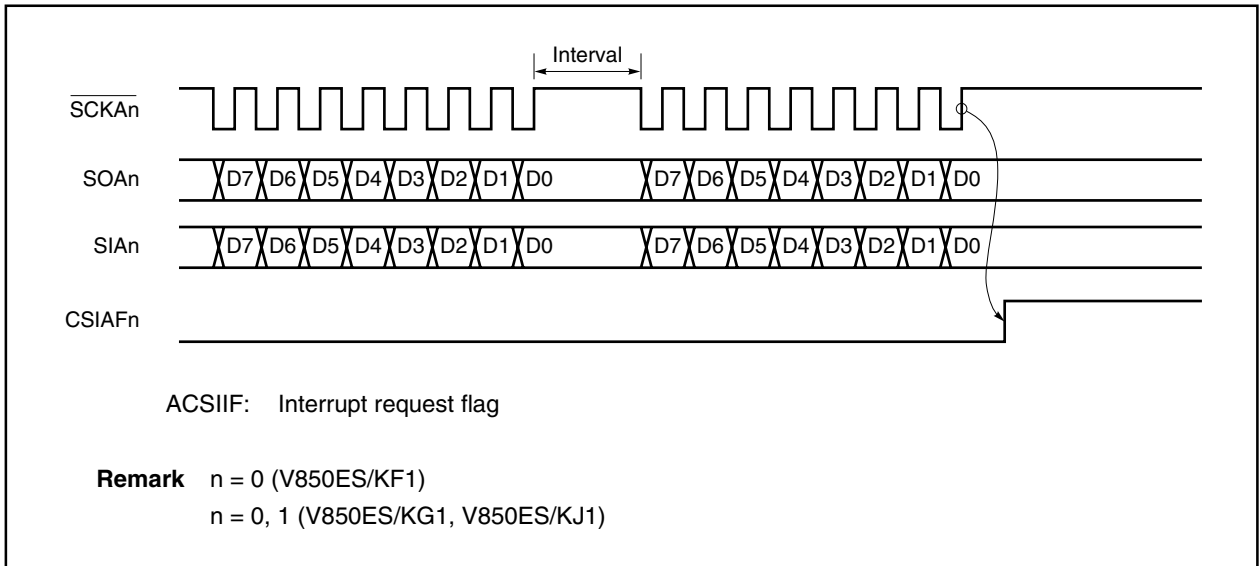 Interval
SCKAn
SOAn D7 D6 D5 D4 D3 D2 D1 D0 D7 D6 D5 D4 D3 D2 D1 D0
SIAn D7 D6 D5 D4 D3 D2 D1 D0 D7 D6 D5 D4 D3 D2 D1 D0
CSIAFn
ACSIIF: Interrupt request flag
Remark n = 0 (V850ES/KF1)
n = 0, 1 (V850ES/KG1, V850ES/KJ1)